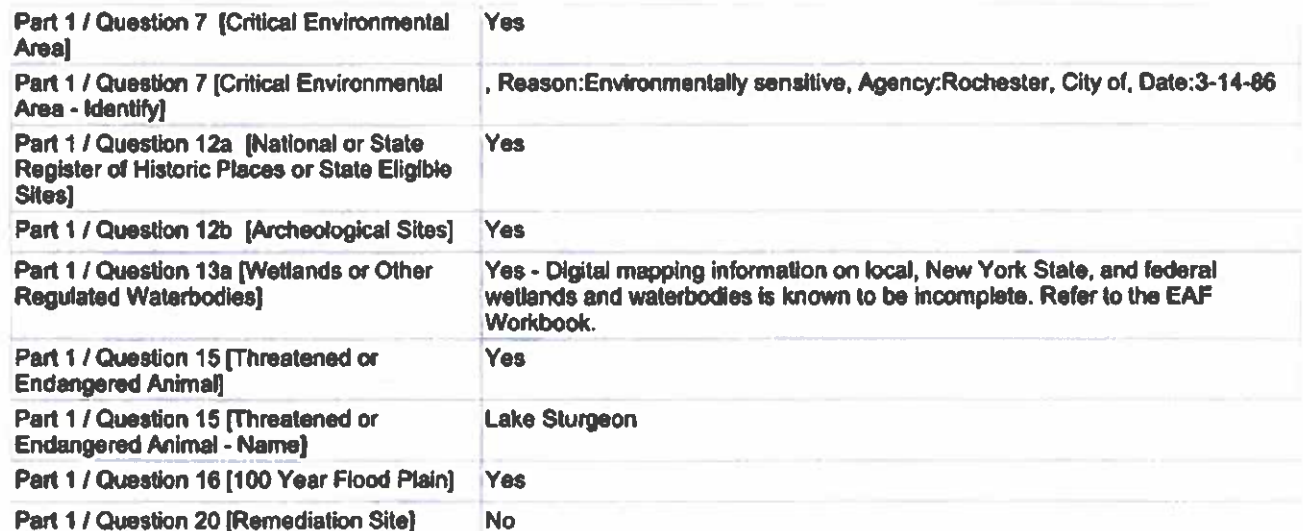 Part 1 / Question 7 [Critical Environmental Area] Yes
Part 1 / Question 7 [Critical Environmental Area - Identify] , Reason:Environmentally sensitive, Agency:Rochester, City of, Date:3-14-86
Part 1 / Question 12a [National or State Register of Historic Places or State Eligible Sites] Yes
Part 1 / Question 12b [Archeological Sites] Yes
Part 1 / Question 13a [Wetlands or Other Regulated Waterbodies] Yes - Digital mapping information on local, New York State, and federal wetlands and waterbodies is known to be incomplete. Refer to the EAF Workbook.
Part 1 / Question 15 [Threatened or Endangered Animal] Yes
Part 1 / Question 15 [Threatened or Endangered Animal - Name] Lake Sturgeon
Part 1 / Question 16 [100 Year Flood Plain] Yes
Part 1 / Question 20 [Remediation Site] No